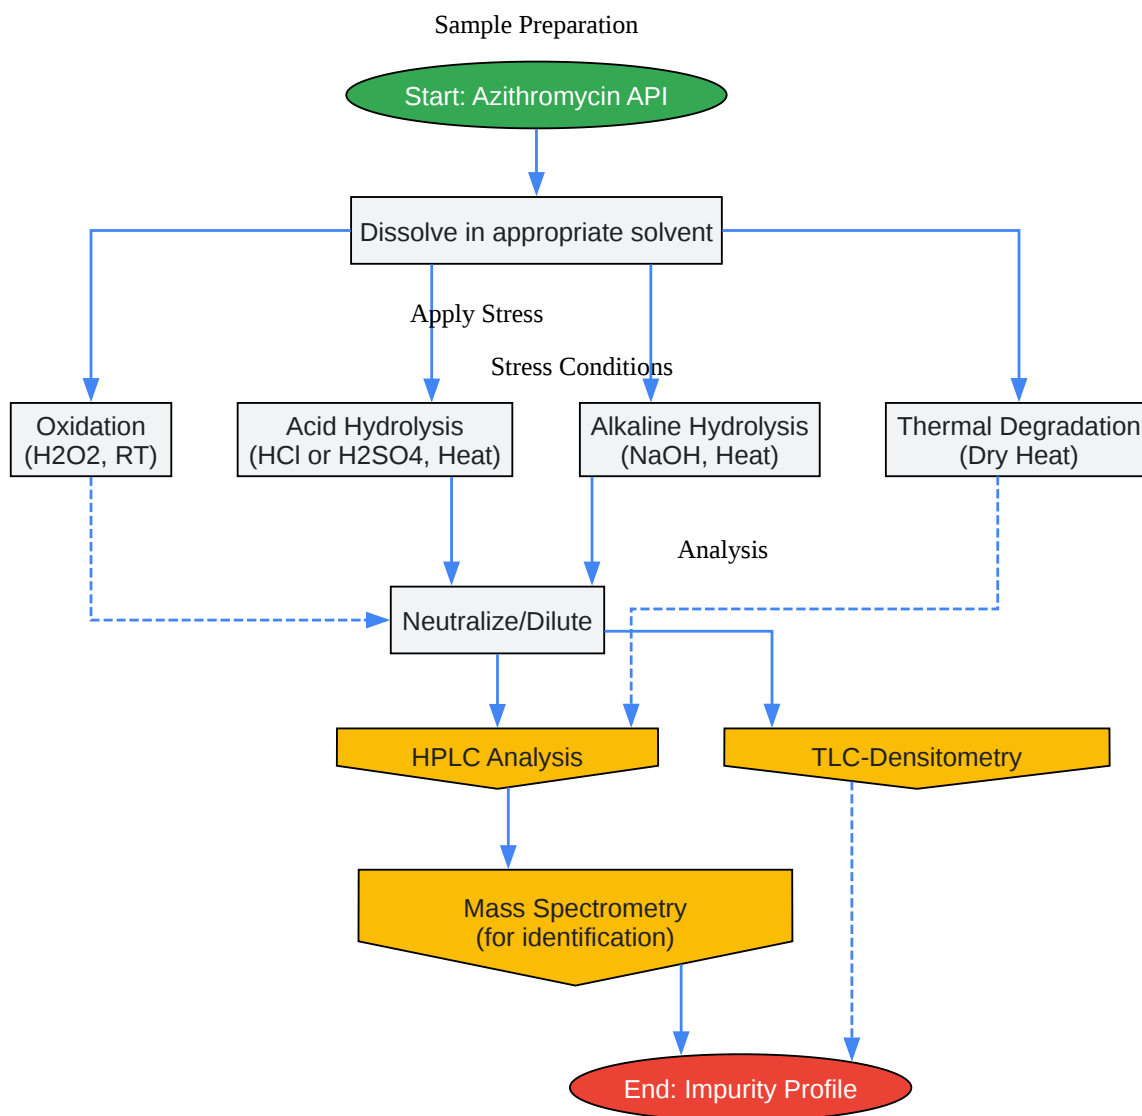 Sample Preparation
Start: Azithromycin API
Dissolve in appropriate solvent
Apply Stress
Stress Conditions
Oxidation
(H2O2, RT)
Acid Hydrolysis
(HCl or H2SO4, Heat)
Alkaline Hydrolysis
(NaOH, Heat)
Thermal Degradation
(Dry Heat)
Analysis
Neutralize/Dilute
HPLC Analysis
TLC-Densitometry
Mass Spectrometry
(for identification)
End: Impurity Profile